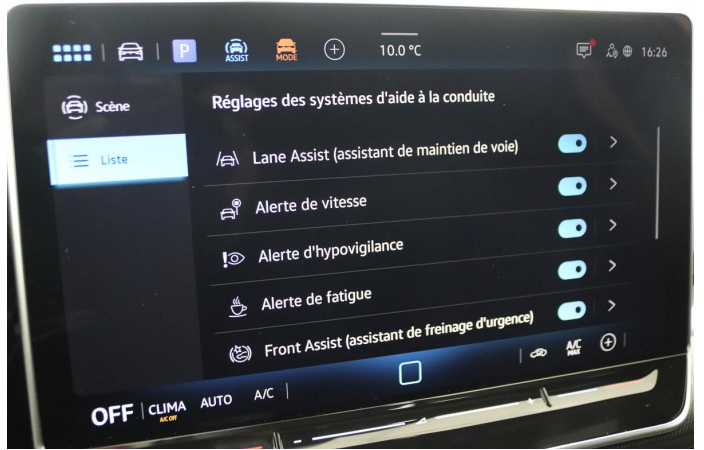 P
ASSIST
MODE
10.0 °C
16:26
Scène
Réglages des systèmes d'aide à la conduite
Liste
Lane Assist (assistant de maintien de voie)
Alerte de vitesse
Alerte d'hypovigilance
Alerte de fatigue
Front Assist (assistant de freinage d'urgence)
A/C
MAX
OFF
CLIMA
A/C OFF
AUTO
A/C